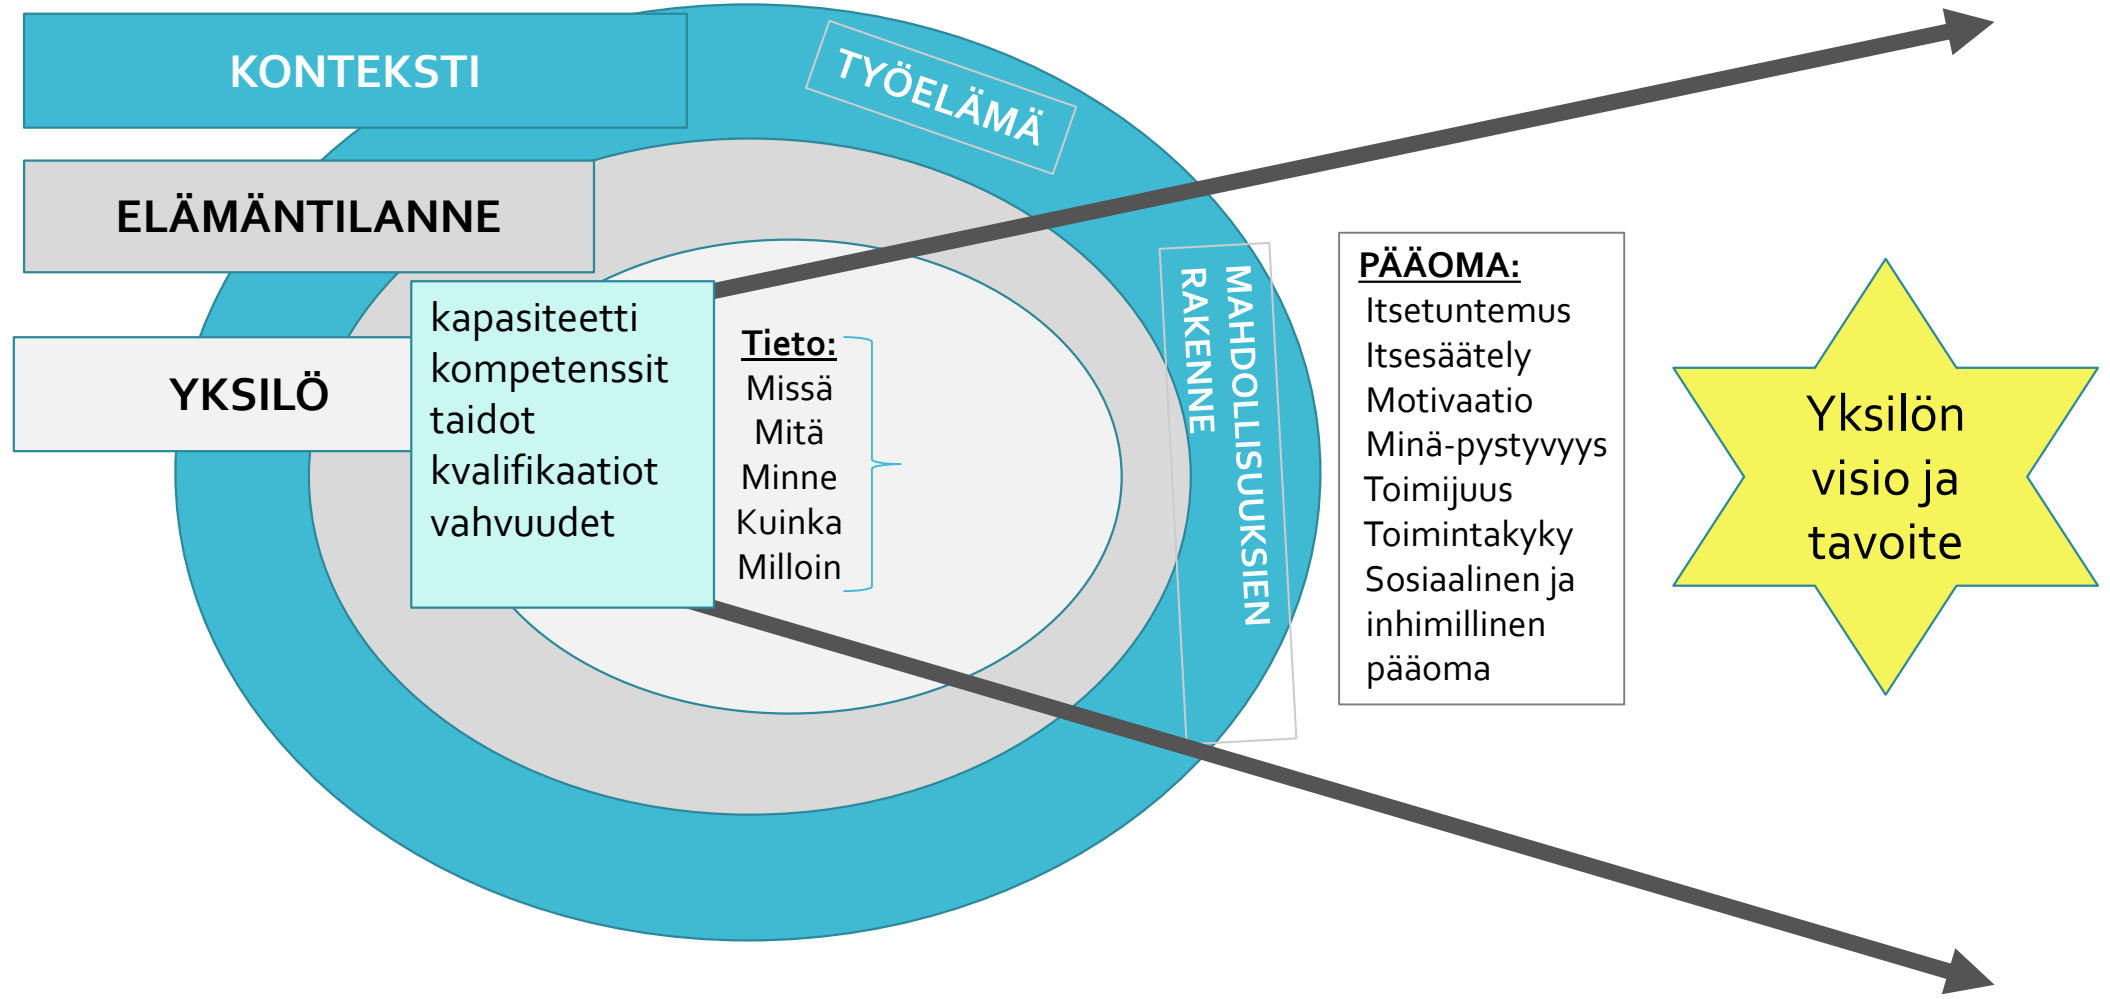 KONTEKSTI
TYÖELÄMÄ
ELÄMÄNTILANNE
YKSILÖ
kapasiteetti
kompetenssit
taidot
kvalifikaatiot
vahvuudet
Tieto:
Missä
Mitä
Minne
Kuinka
Milloin
MAHDOLLISUUKSIEN
RAKENNE
PÄÄOMA:
Itsetuntemus
Itsesäätely
Motivaatio
Minä-pystyvyys
Toimijuus
Toimintakyky
Sosiaalinen ja
inhimillinen
pääoma
Yksilön
visio ja
tavoite